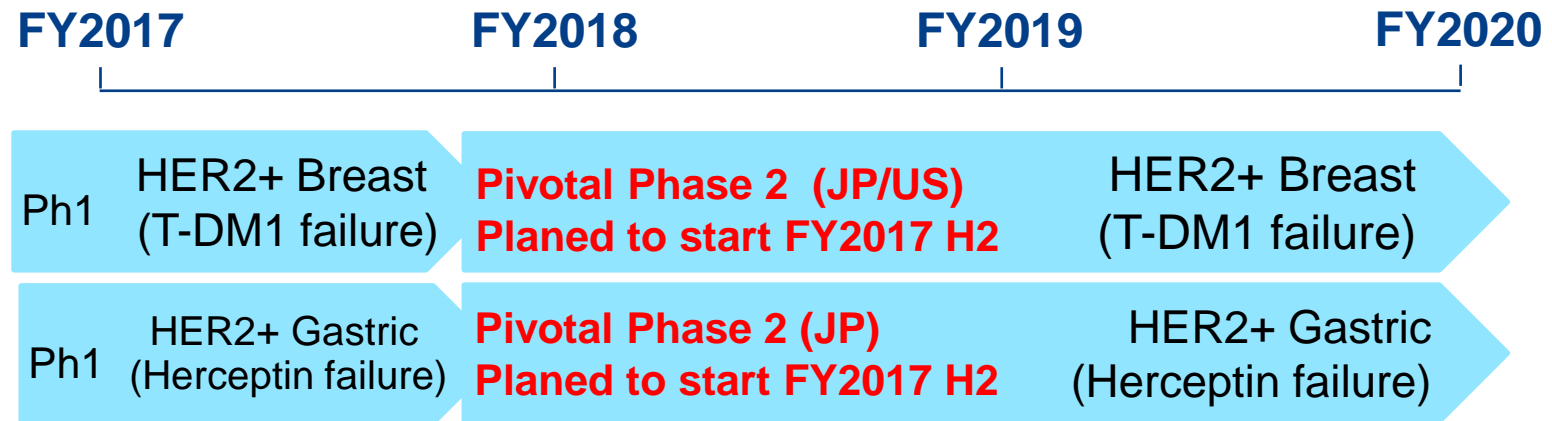 FY2017 FY2018 FY2019 FY2020
Ph1
HER2+ Breast
(T-DM1 failure)
Pivotal Phase 2 (JP/US)
Planed to start FY2017 H2
HER2+ Breast
(T-DM1 failure)
Ph1
HER2+ Gastric
(Herceptin failure)
Pivotal Phase 2 (JP)
Planed to start FY2017 H2
HER2+ Gastric
(Herceptin failure)